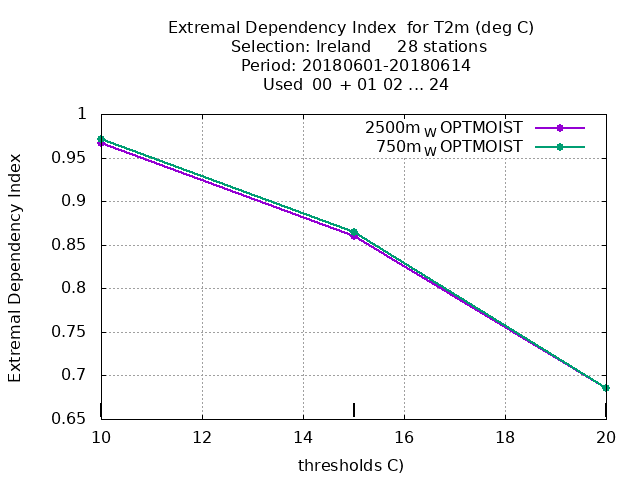 Extremal Dependency Index  for T2m (deg C)
Selection: Ireland     28 stations
Period: 20180601-20180614
Used  00 + 01 02 ... 24
2500m W OPTMOIST
750m W OPTMOIST
Extremal Dependency Index
1
0.95
0.9
0.85
0.8
0.75
0.7
0.65
10 12 14 16 18 20
thresholds C)